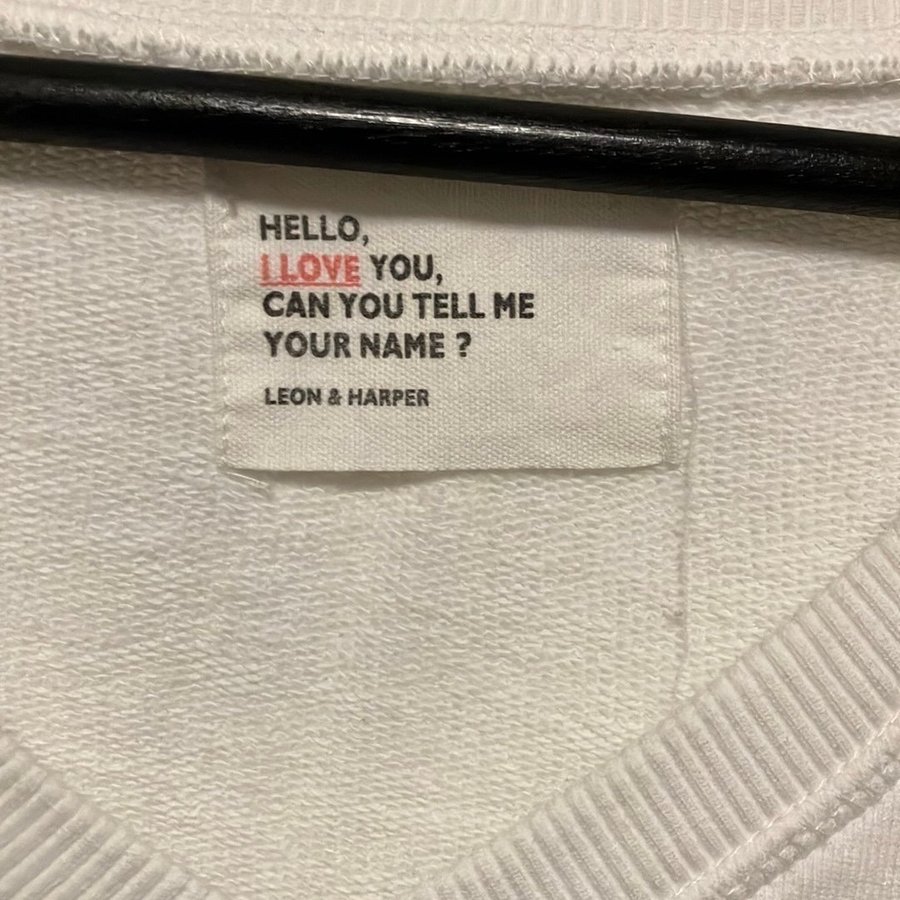 HELLO,
I LOVE YOU,
CAN YOU TELL ME
YOUR NAME ?
LEON & HARPER